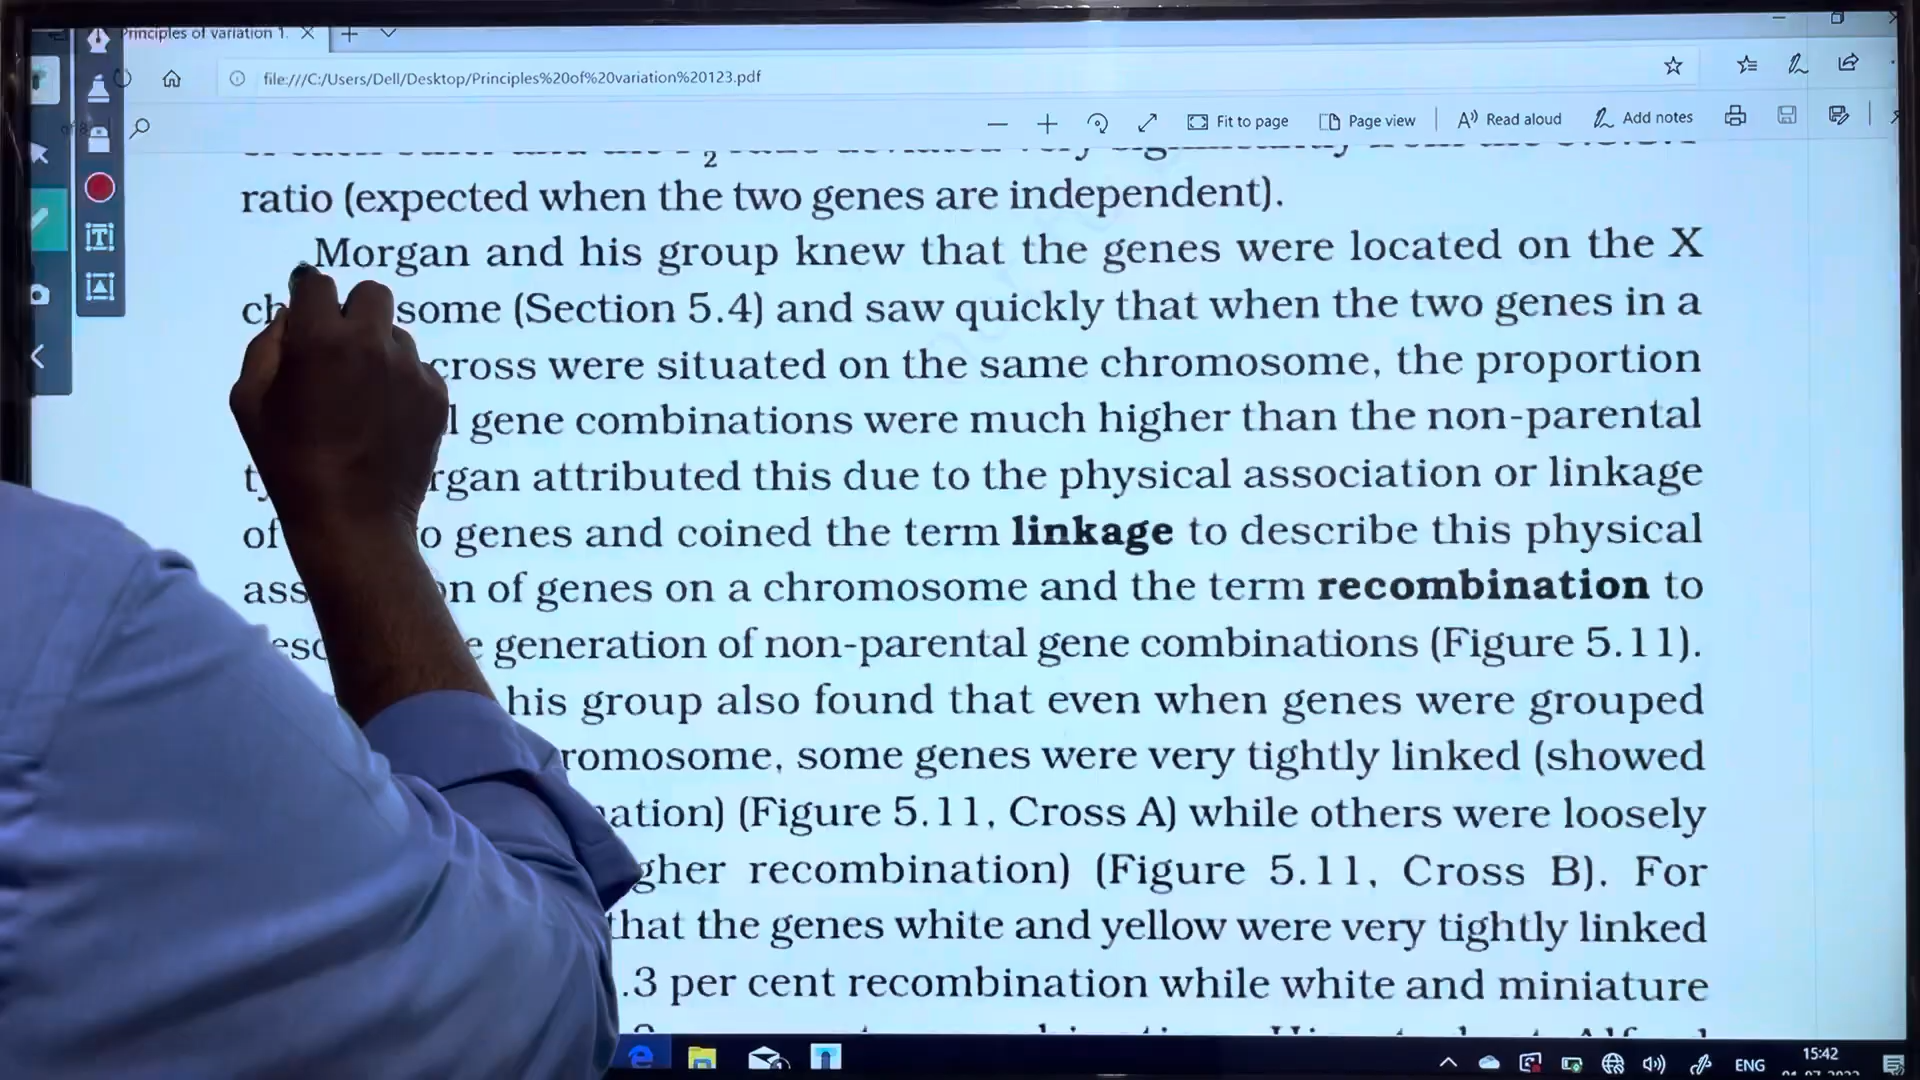 Principles of variation 1.
file:///C:/Users/Dell/Desktop/Principles%20of%20variation%20123.pdf
Fit to page
Page view
Read aloud
Add notes
ratio (expected when the two genes are independent).
Morgan and his group knew that the genes were located on the X
some (Section 5.4) and saw quickly that when the two genes in a
cross were situated on the same chromosome, the proportion
gene combinations were much higher than the non-parental
rgan attributed this due to the physical association or linkage
of genes and coined the term linkage to describe this physical
ass n of genes on a chromosome and the term recombination to
generation of non-parental gene combinations (Figure 5.11).
his group also found that even when genes were grouped
romosome, some genes were very tightly linked (showed
ation) (Figure 5.11, Cross A) while others were loosely
gher recombination) (Figure 5.11, Cross B). For
that the genes white and yellow were very tightly linked
.3 per cent recombination while white and miniature
ENG
15:42